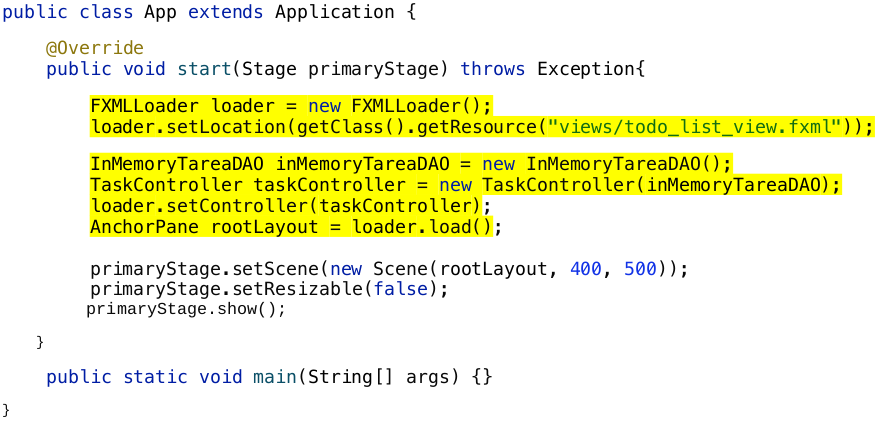 public class App extends Application {
@Override
public void start(Stage primaryStage) throws Exception{
FXMLLoader loader = new FXMLLoader();
loader.setLocation(getClass().getResource("views/todo_list_view.fxml"));
InMemoryTareaDAO inMemoryTareaDAO = new InMemoryTareaDAO();
TaskController taskController = new TaskController(inMemoryTareaDAO);
loader.setController(taskController);
AnchorPane rootLayout = loader.load();
primaryStage.setScene(new Scene(rootLayout, 400, 500));
primaryStage.setResizable(false);
primaryStage.show();
}
public static void main(String[] args) {}
}